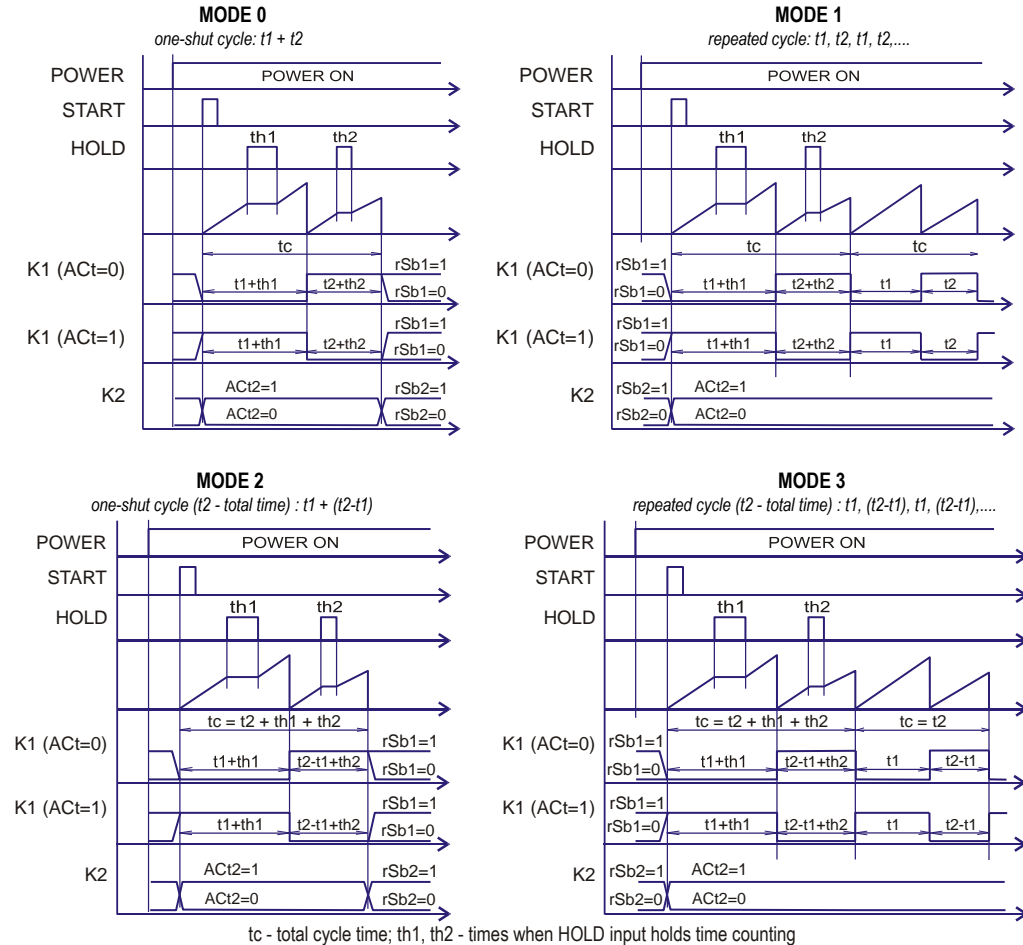 MODE 0
one-shut cycle: t1 + t2
POWER
POWER ON
START
HOLD
th1
th2
tc
K1 (ACt=0)
t1+th1
t2+th2
rSb1=1
rSb1=0
K1 (ACt=1)
t1+th1
t2+th2
rSb1=1
rSb1=0
K2
ACt2=1
ACt2=0
rSb2=1
rSb2=0
MODE 1
repeated cycle: t1, t2, t1, t2,....
POWER
POWER ON
START
HOLD
th1
th2
tc
tc
K1 (ACt=0)
rSb1=1
rSb1=0
t1+th1
t2+th2
t1
t2
K1 (ACt=1)
rSb1=1
rSb1=0
t1+th1
t2+th2
t1
t2
K2
rSb2=1
rSb2=0
ACt2=1
ACt2=0
MODE 2
one-shut cycle (t2 - total time) : t1 + (t2-t1)
POWER
POWER ON
START
HOLD
th1
th2
tc = t2 + th1 + th2
K1 (ACt=0)
t1+th1
t2-t1+th2
rSb1=1
rSb1=0
K1 (ACt=1)
t1+th1
t2-t1+th2
rSb1=1
rSb1=0
K2
ACt2=1
ACt2=0
rSb2=1
rSb2=0
MODE 3
repeated cycle (t2 - total time) : t1, (t2-t1), t1, (t2-t1),....
POWER
POWER ON
START
HOLD
th1
th2
tc = t2 + th1 + th2
tc = t2
K1 (ACt=0)
rSb1=1
rSb1=0
t1+th1
t2-t1+th2
t1
t2-t1
K1 (ACt=1)
rSb1=1
rSb1=0
t1+th1
t2-t1+th2
t1
t2-t1
K2
rSb2=1
rSb2=0
ACt2=1
ACt2=0
tc - total cycle time; th1, th2 - times when HOLD input holds time counting